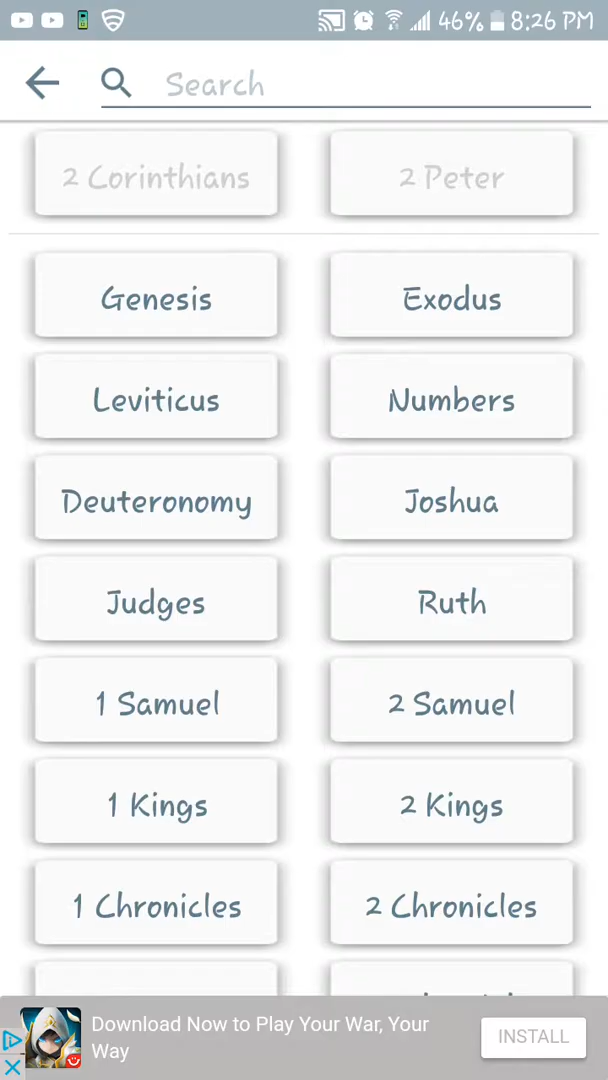 46% 8:26 PM
Search
2 Corinthians 2 Peter
Genesis Exodus
Leviticus Numbers
Deuteronomy Joshua
Judges Ruth
1 Samuel 2 Samuel
1 Kings 2 Kings
1 Chronicles 2 Chronicles
Download Now to Play Your War, Your
Way
INSTALL